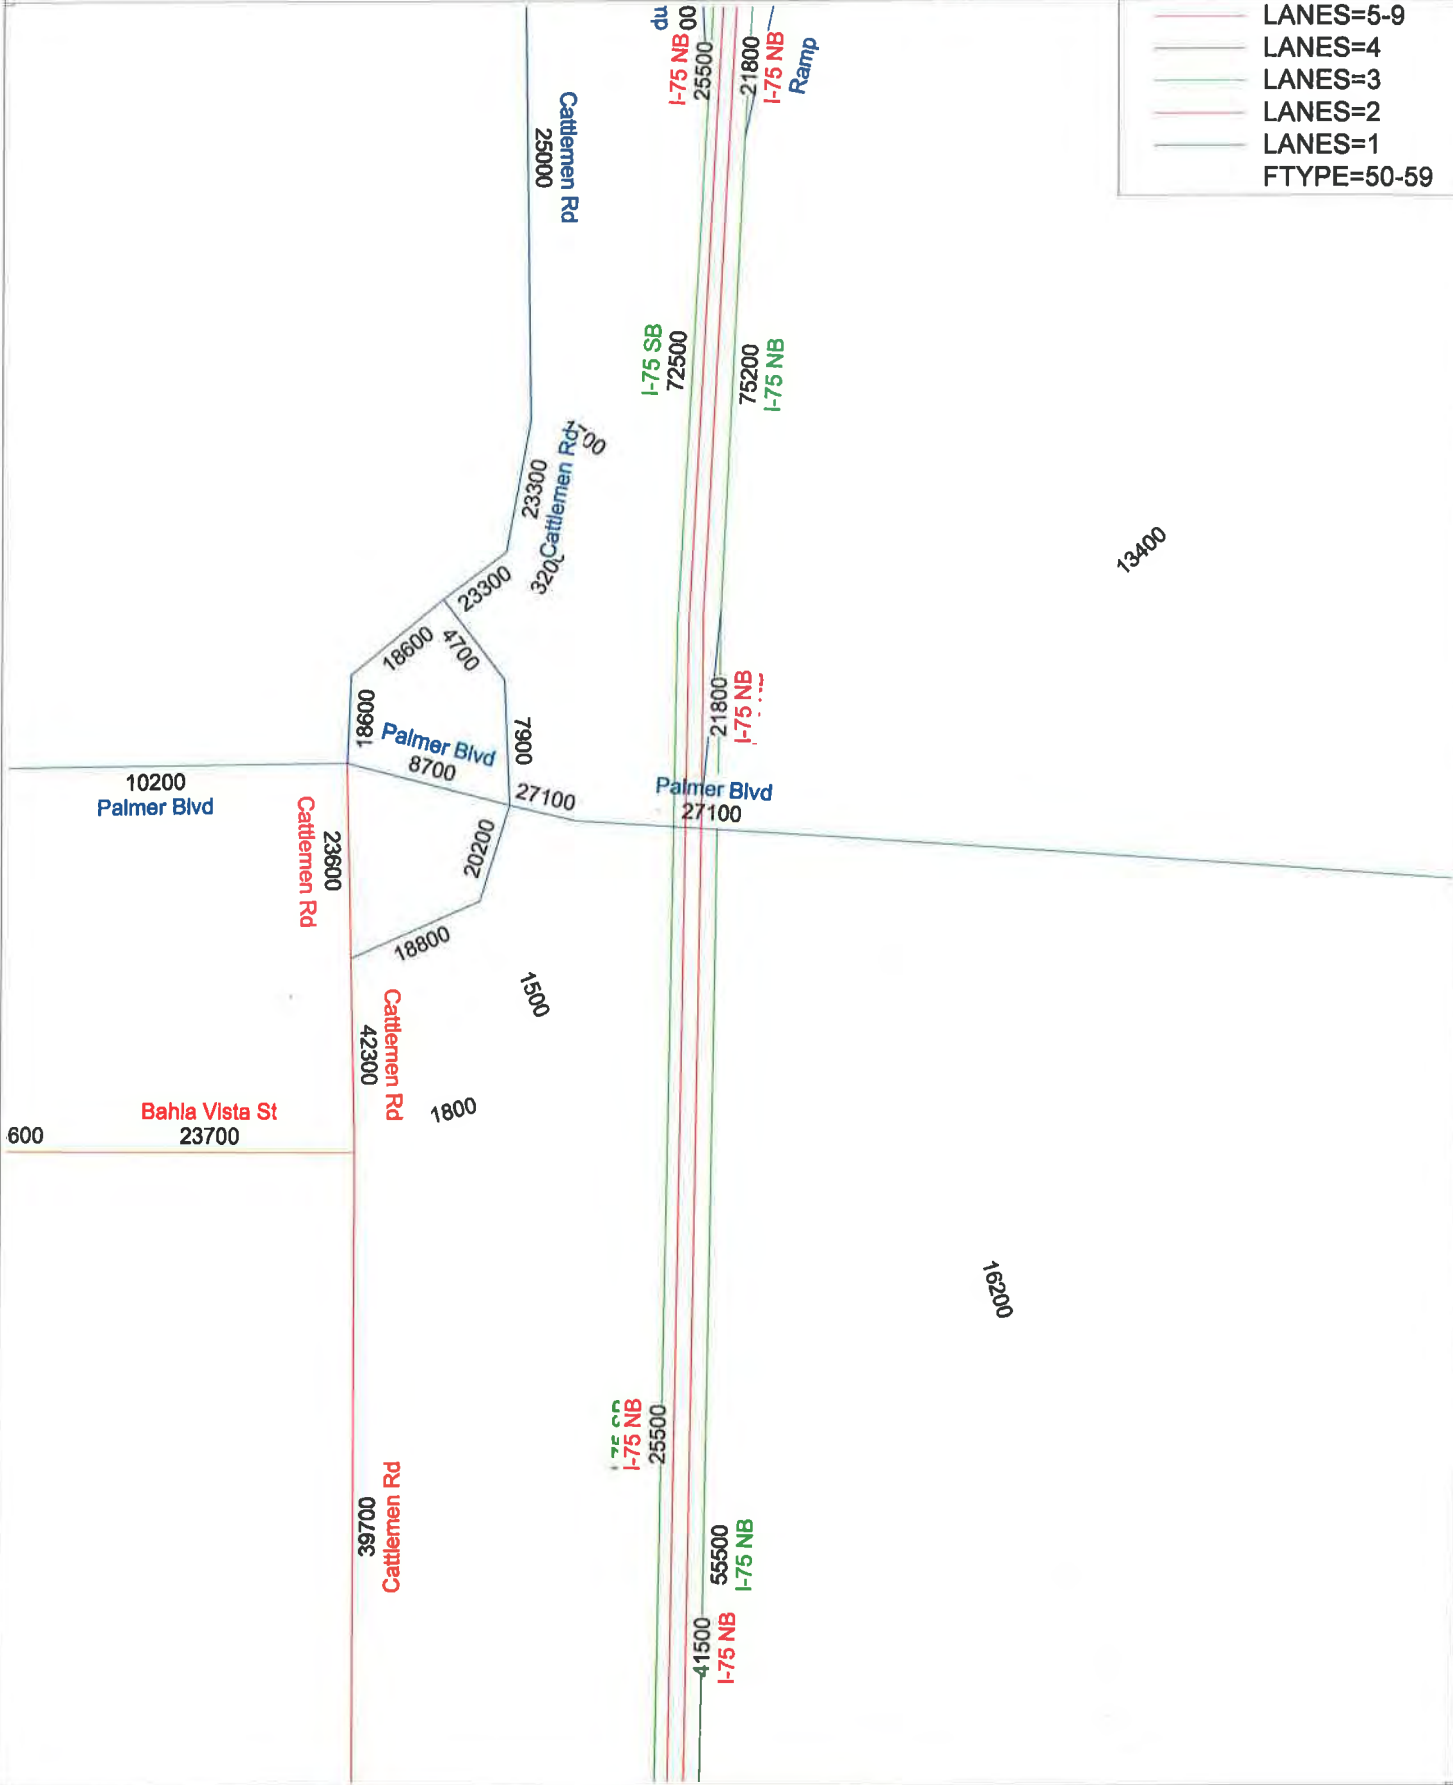 LANES=5-9
LANES=4
LANES=3
LANES=2
LANES=1
FTYPE=50-59
00
I-75 NB
25500
21800
I-75 NB
Ramp
Cattlemen Rd
25000
I-75 SB
72500
75200
I-75 NB
Cattlemen Rd
23300
23300
13400
18600
4700
18600
Palmer Blvd
8700
7900
21800
I-75 NB
10200
Palmer Blvd
27100
Palmer Blvd
27100
Cattlemen Rd
23600
20200
18800
1500
Cattlemen Rd
42300
1800
Bahia Vista St
23700
600
16200
I-75 NB
25500
39700
Cattlemen Rd
55500
I-75 NB
41500
I-75 NB